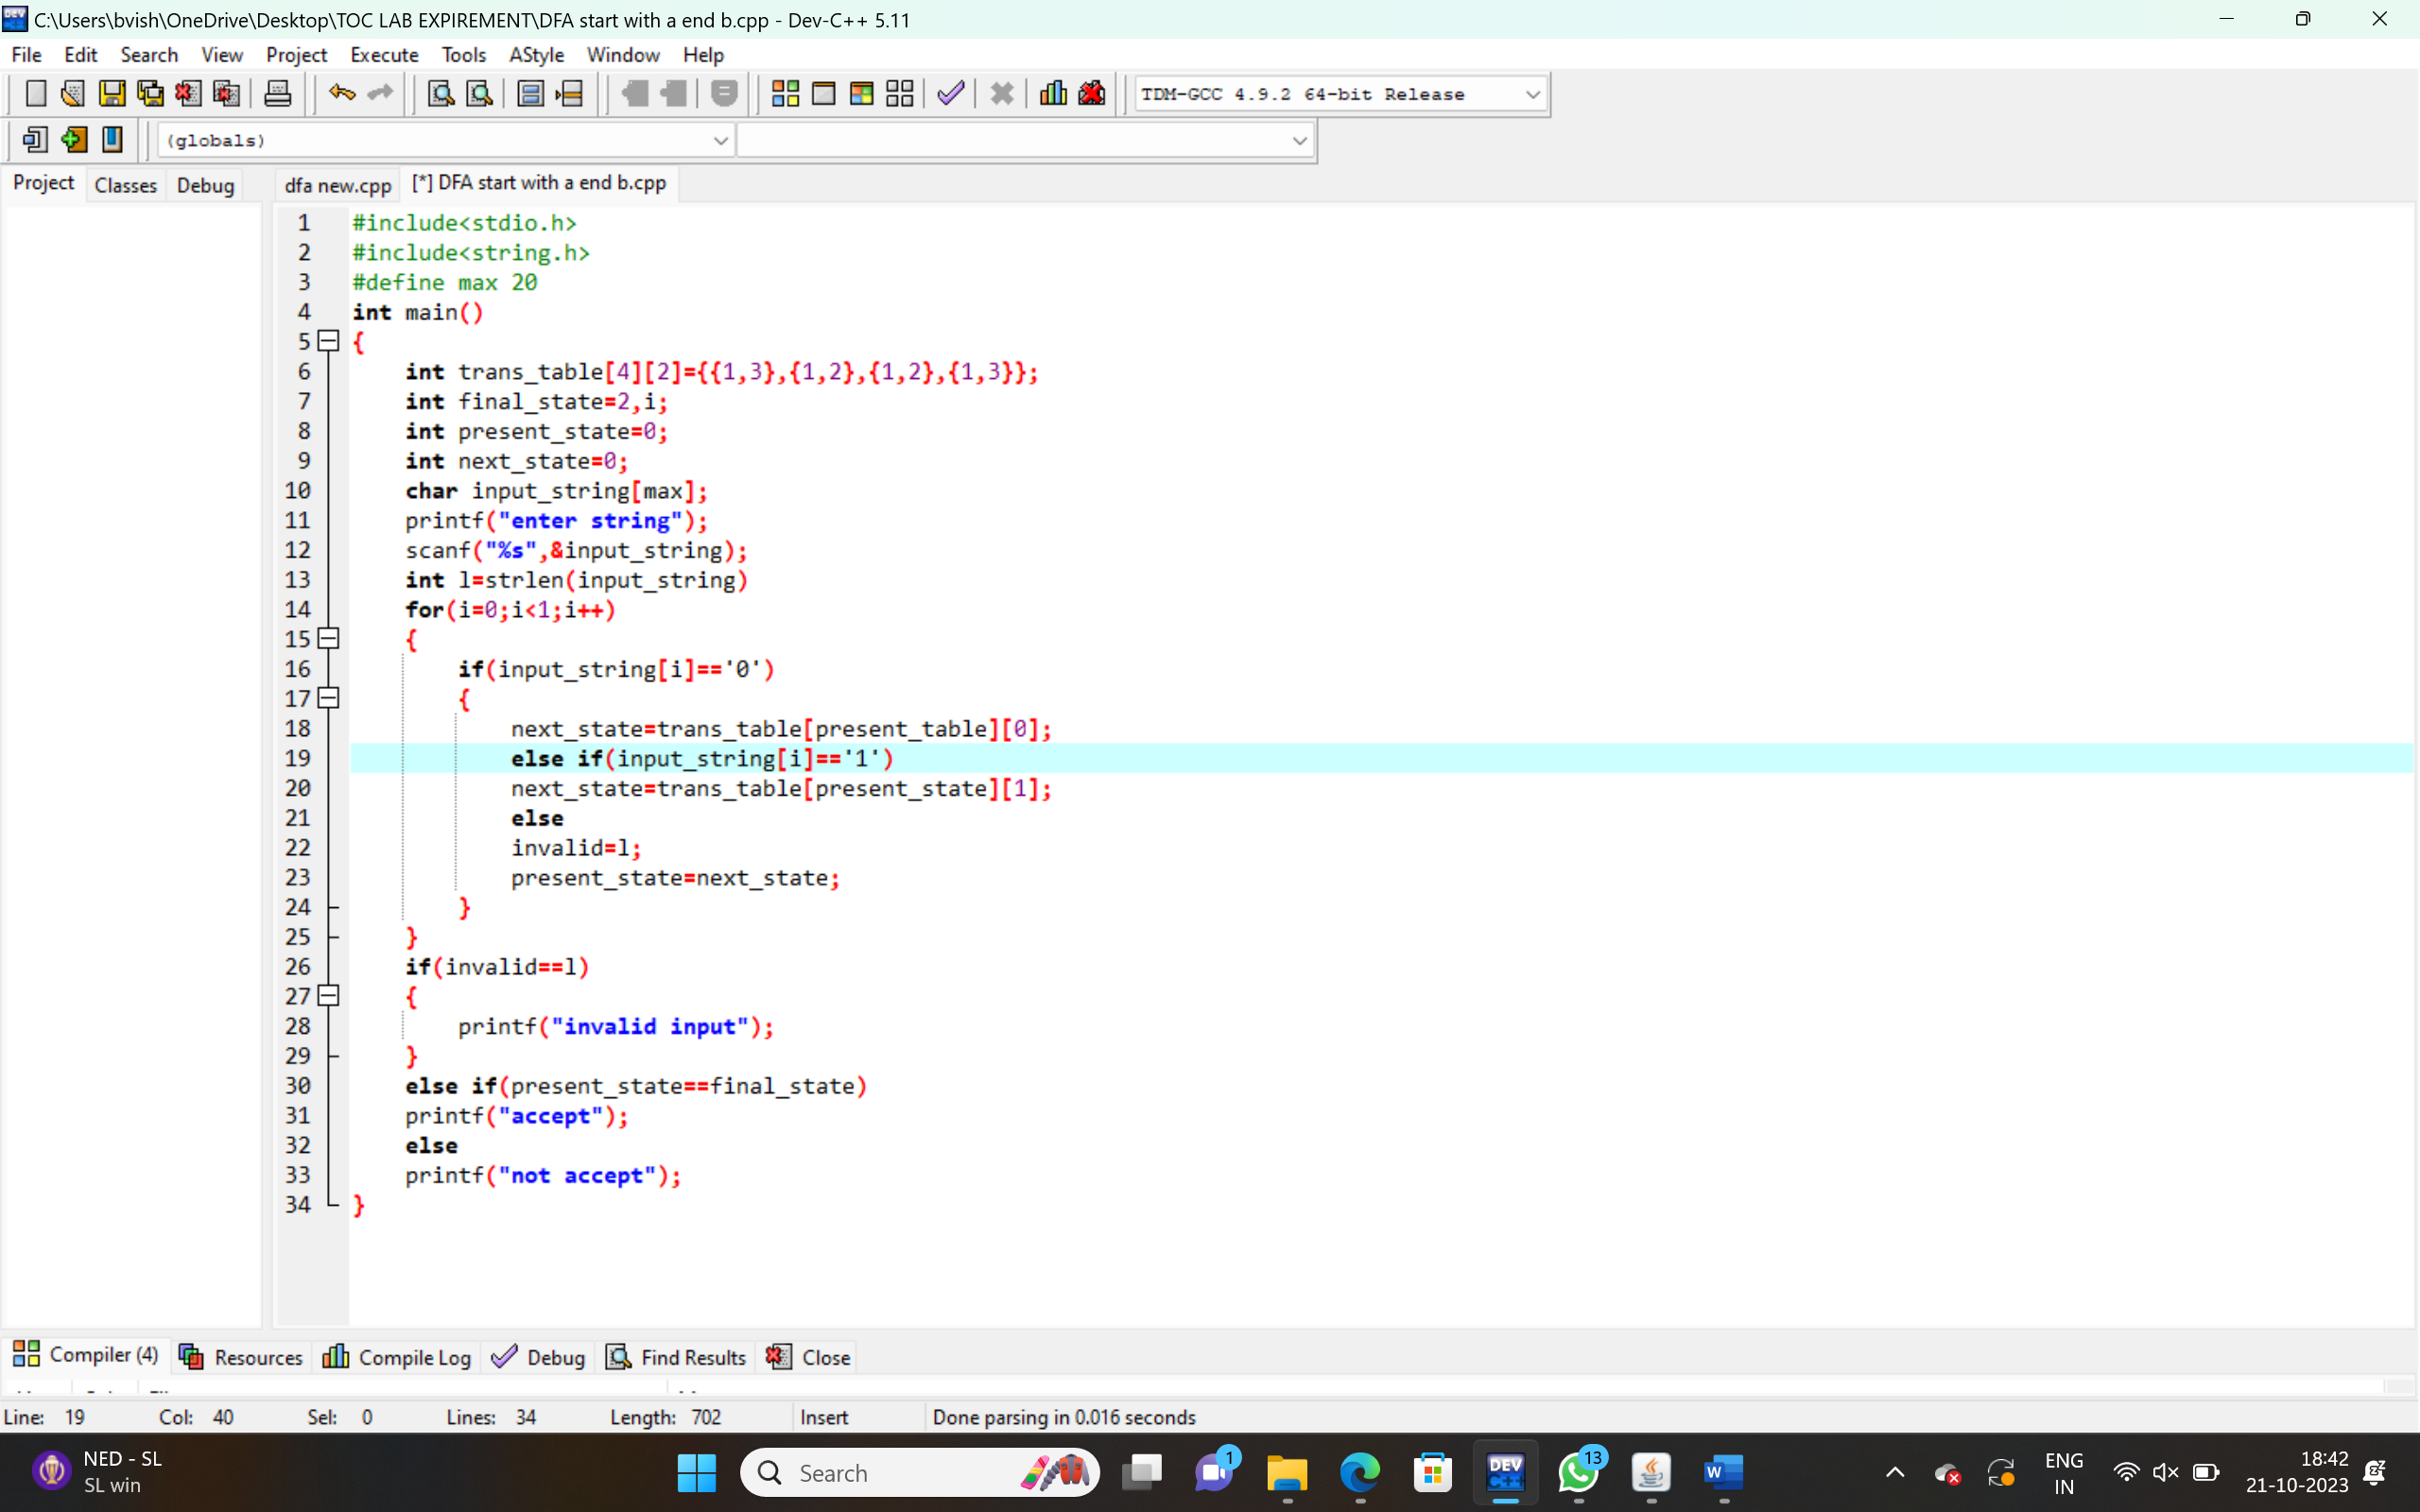 C:\Users\bvish\OneDrive\Desktop\TOC LAB EXPIREMENT\DFA start with a end b.cpp - Dev-C++ 5.11
File Edit Search View Project Execute Tools AStyle Window Help
TDM-GCC 4.9.2 64-bit Release
(globals)
Project Classes Debug dfa new.cpp [*] DFA start with a end b.cpp
1 #include<stdio.h>
2 #include<string.h>
3 #define max 20
4 int main()
5 {
6 int trans_table[4][2]={{1,3},{1,2},{1,2},{1,3}};
7 int final_state=2,i;
8 int present_state=0;
9 int next_state=0;
10 char input_string[max];
11 printf("enter string");
12 scanf("%s",&input_string);
13 int l=strlen(input_string)
14 for(i=0;i<1;i++)
15 {
16 if(input_string[i]=='0')
17 {
18 next_state=trans_table[present_table][0];
19 else if(input_string[i]=='1')
20 next_state=trans_table[present_state][1];
21 else
22 invalid=l;
23 present_state=next_state;
24 }
25 }
26 if(invalid==l)
27 {
28 printf("invalid input");
29 }
30 else if(present_state==final_state)
31 printf("accept");
32 else
33 printf("not accept");
34 }
Compiler (4) Resources Compile Log Debug Find Results Close
Line: 19 Col: 40 Sel: 0 Lines: 34 Length: 702 Insert Done parsing in 0.016 seconds
NED - SL
SL win
Search
DEV C++
1
13
W
ENG
IN
18:42
21-10-2023